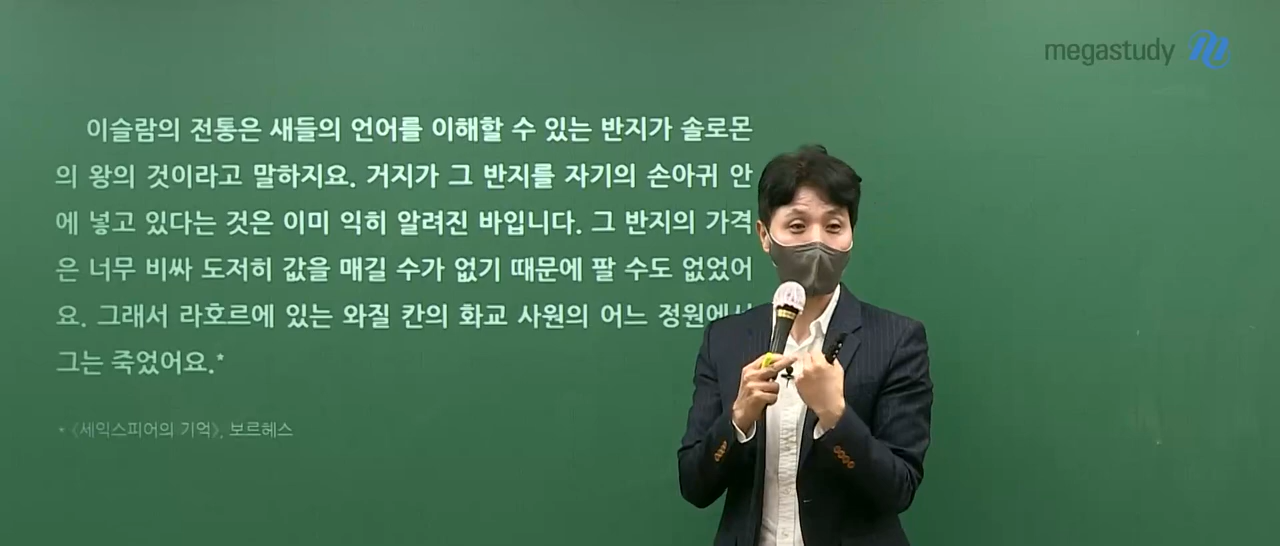 megastudy
이슬람의 전통은 새들의 언어를 이해할 수 있는 반지가 솔로몬
의 왕의 것이라고 말하지요. 거지가 그 반지를 자기의 손아귀 안
에 넣고 있다는 것은 이미 익히 알려진 바입니다. 그 반지의 가격
은 너무 비싸 도저히 값을 매길 수가 없기 때문에 팔 수도 없었어
요. 그래서 라호르에 있는 와질 칸의 화교 사원의 어느 정원에서
그는 죽었어요.*
*《세익스피어의 기억》, 보르헤스